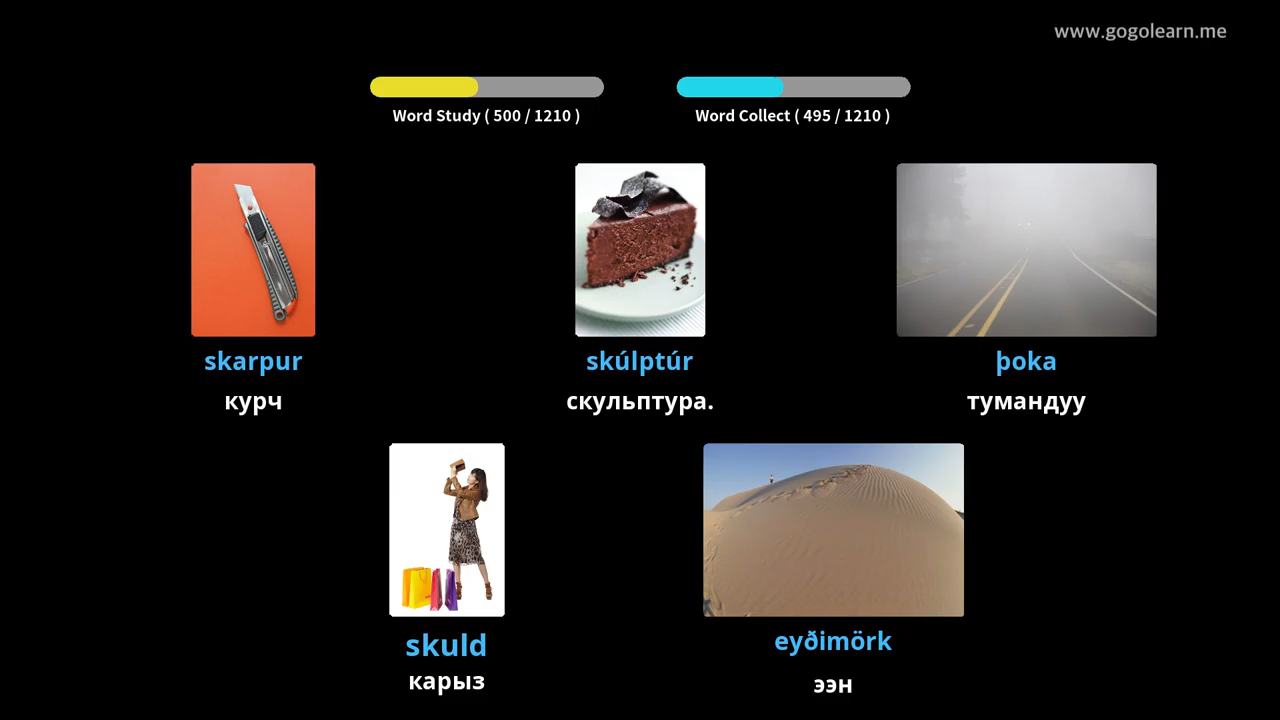 www.gogolearn.me
Word Study ( 500 / 1210 )
Word Collect ( 495 / 1210 )
skarpur
skúlptúr
þoka
курч
скульптура.
тумандуу
skuld
eyðimörk
карыз
ээн